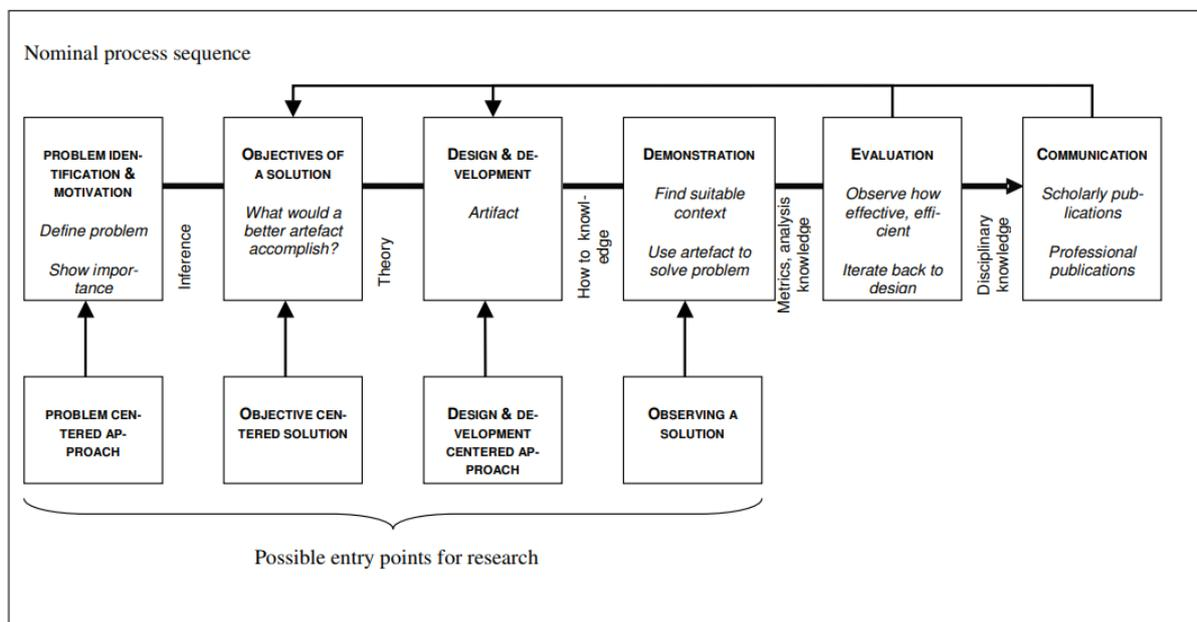 Nominal process sequence
PROBLEM IDEN-
TIFICATION &
MOTIVATION
Define problem
Show impor-
tance
Inference
OBJECTIVES OF
A SOLUTION
What would a
better artefact
accomplish?
Theory
DESIGN & DE-
VELOPMENT
Artifact
How to knowl-
edge
DEMONSTRATION
Find suitable
context
Use artefact to
solve problem
Metrics, analysis
knowledge
EVALUATION
Observe how
effective, effi-
cient
Iterate back to
design
Disciplinary
knowledge
COMMUNICATION
Scholarly pub-
lications
Professional
publications
PROBLEM CEN-
TERED AP-
PROACH
OBJECTIVE CEN-
TERED SOLUTION
DESIGN & DE-
VELOPMENT
CENTERED AP-
PROACH
OBSERVING A
SOLUTION
Possible entry points for research